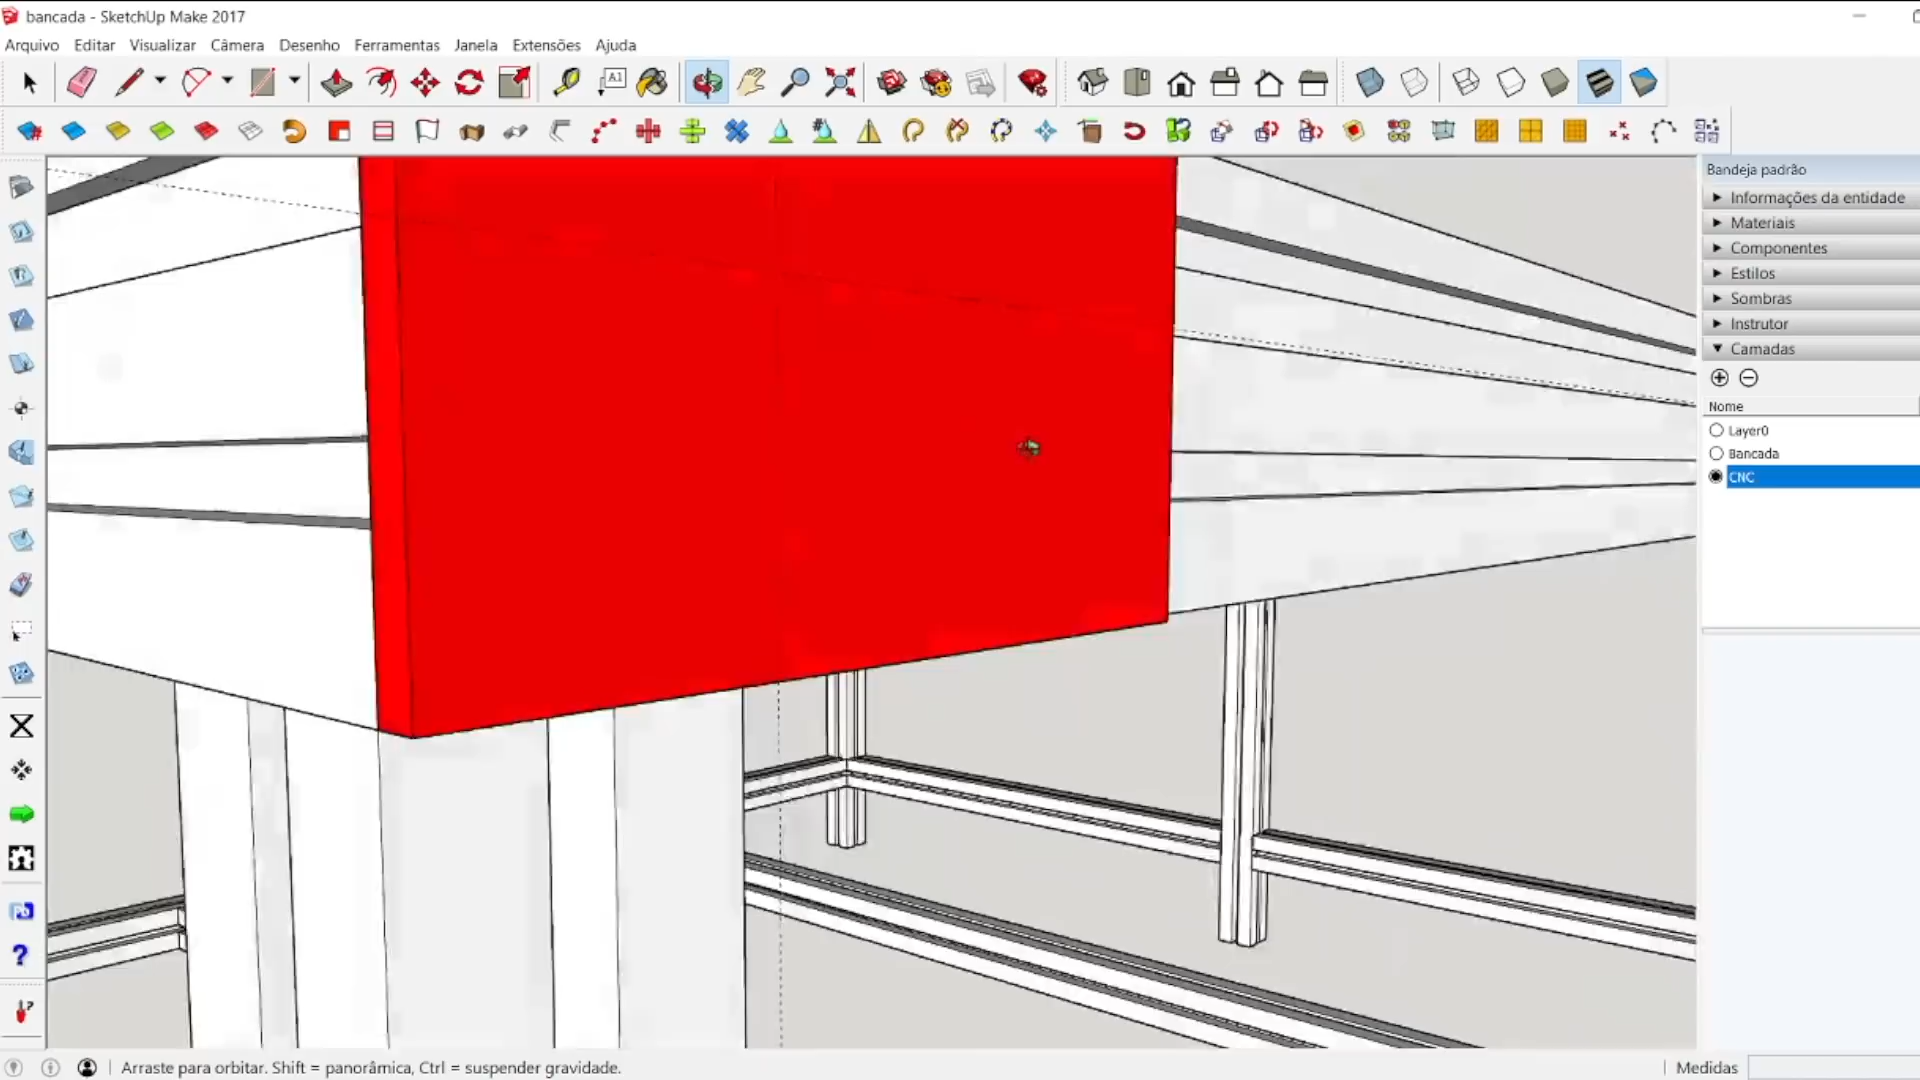 bancada - SketchUp Make 2017
Arquivo Editar Visualizar Câmera Desenho Ferramentas Janela Extensões Ajuda
A1
Bandeja padrão
Informações da entidade
Materiais
Componentes
Estilos
Sombras
Instrutor
Camadas
Nome
Layer0
Bancada
CNC
?
Arraste para orbitar. Shift = panorâmica, Ctrl = suspender gravidade.
Medidas